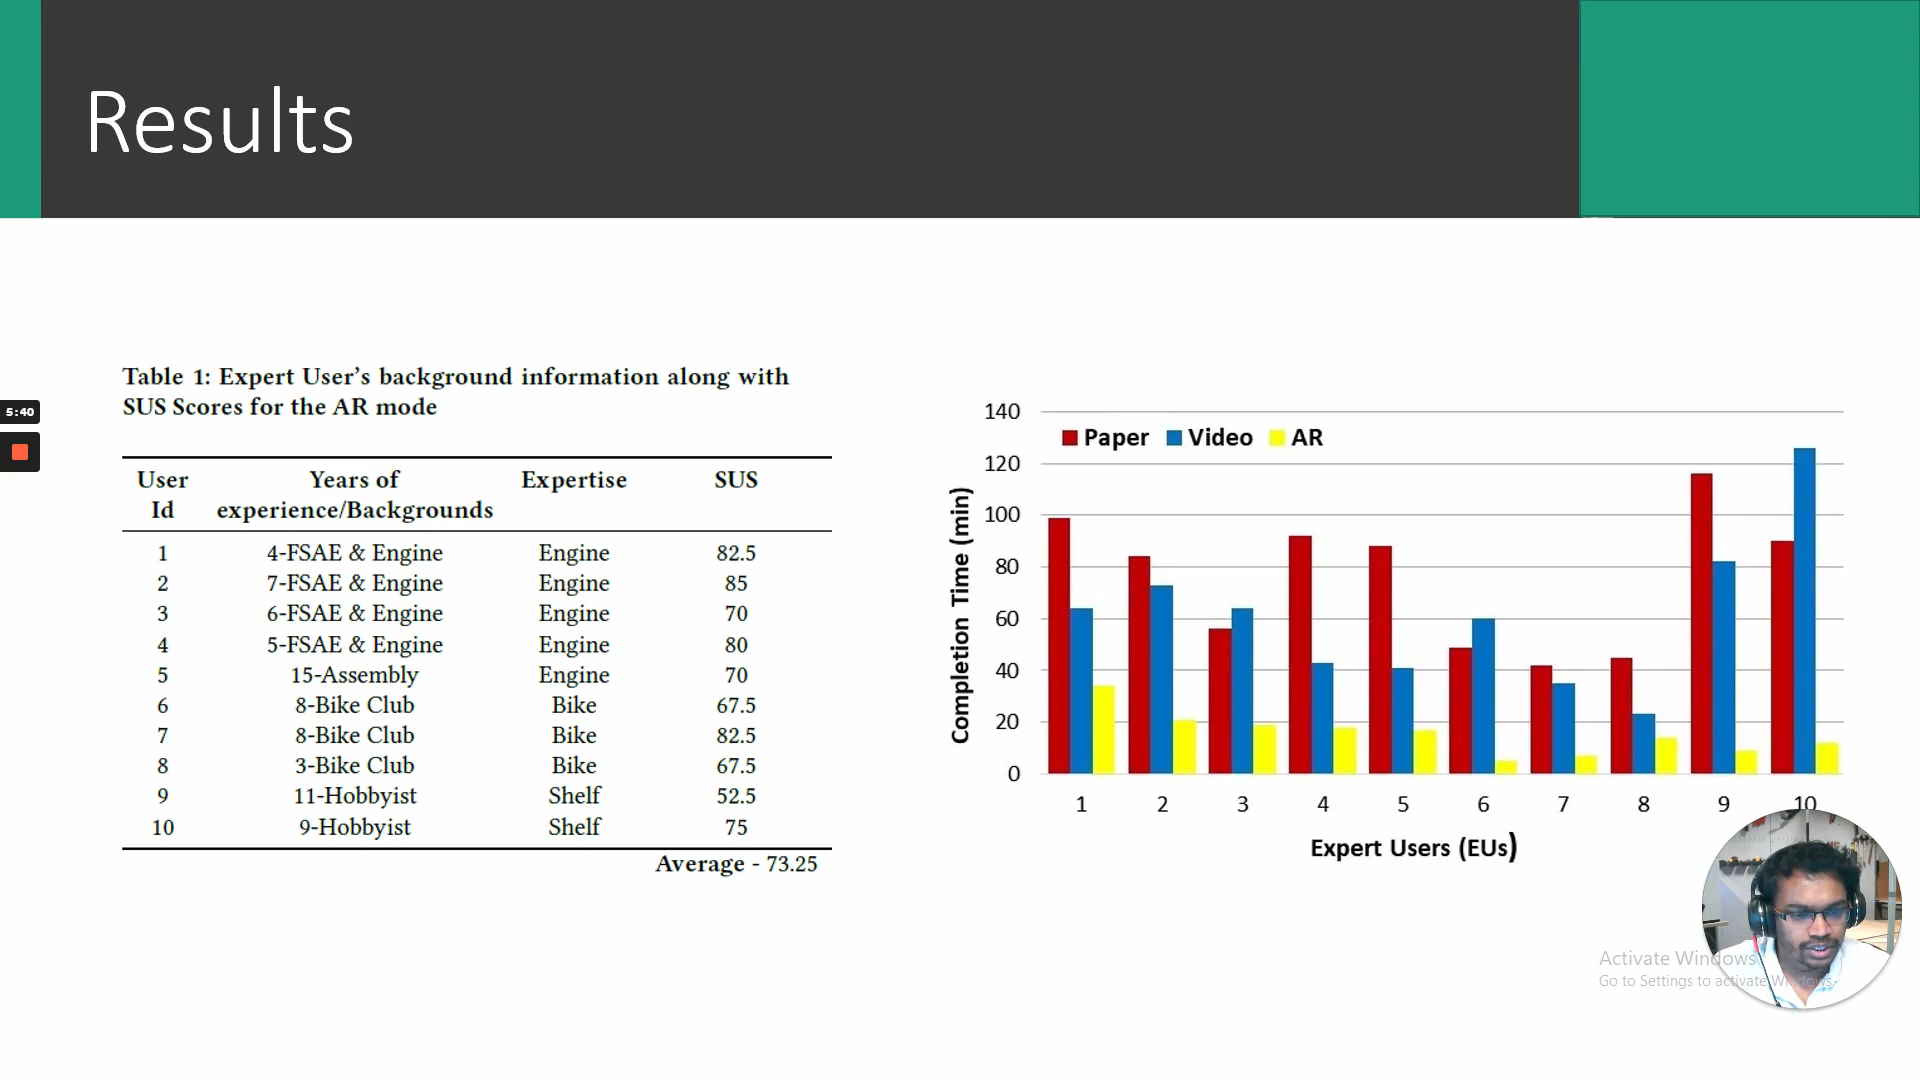 Results
5:40
Table 1: Expert User's background information along with
SUS Scores for the AR mode
User Id Years of experience/Backgrounds Expertise SUS
1 4-FSAE & Engine Engine 82.5
2 7-FSAE & Engine Engine 85
3 6-FSAE & Engine Engine 70
4 5-FSAE & Engine Engine 80
5 15-Assembly Engine 70
6 8-Bike Club Bike 67.5
7 8-Bike Club Bike 82.5
8 3-Bike Club Bike 67.5
9 11-Hobbyist Shelf 52.5
10 9-Hobbyist Shelf 75
Average - 73.25
Paper Video AR
Completion Time (min)
140
120
100
80
60
40
20
0
1 2 3 4 5 6 7 8 9 10
Expert Users (EUs)
Activate Windows
Go to Settings to activate Windows.